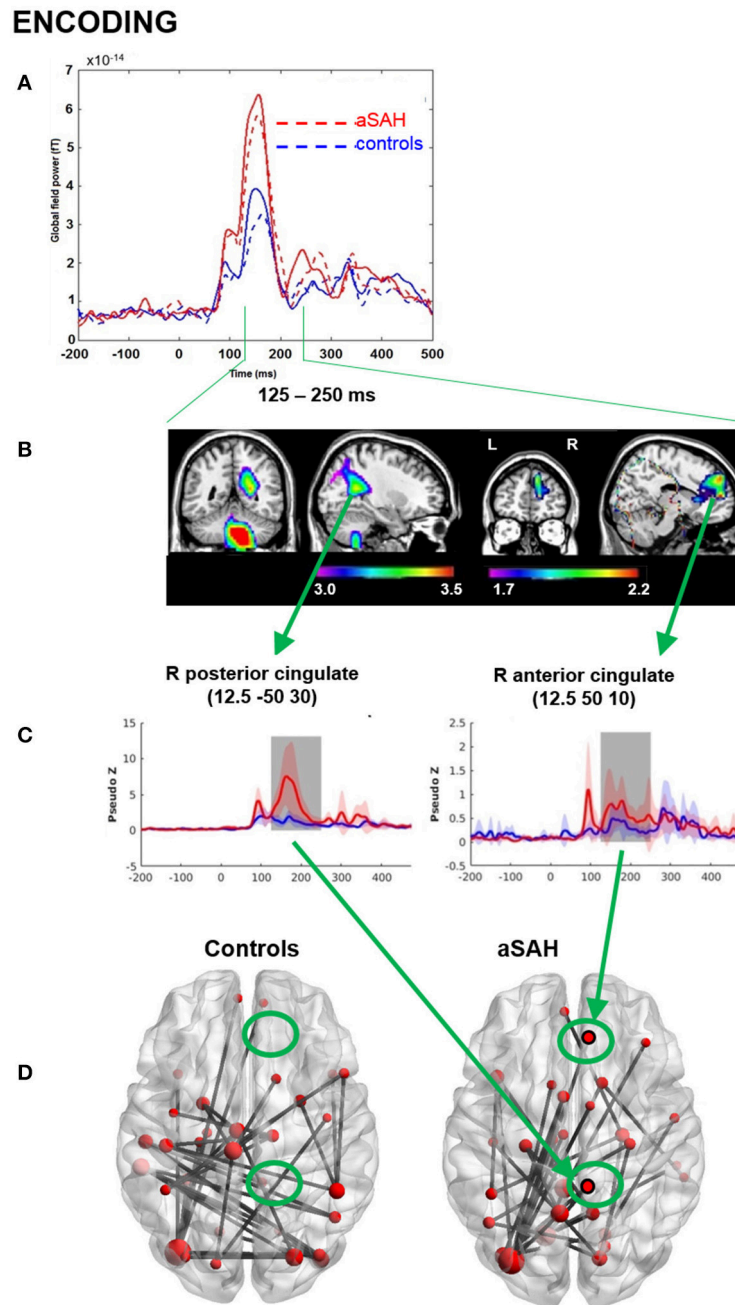 ENCODING
A
x10-14
7
6
5
4
3
2
1
0
Global field power (fT)
aSAH
controls
-200 -100 0 100 200 300 400 500
Time (ms)
125 – 250 ms
B
L R
3.0 3.5 1.7 2.2
R posterior cingulate
(12.5 -50 30)
R anterior cingulate
(12.5 50 10)
C
15
10
5
0
-5
Pseudo Z
-200 -100 0 100 200 300 400
2.5
2
1.5
1
0.5
0
-0.5
Pseudo Z
-200 -100 0 100 200 300 400
Controls aSAH
D